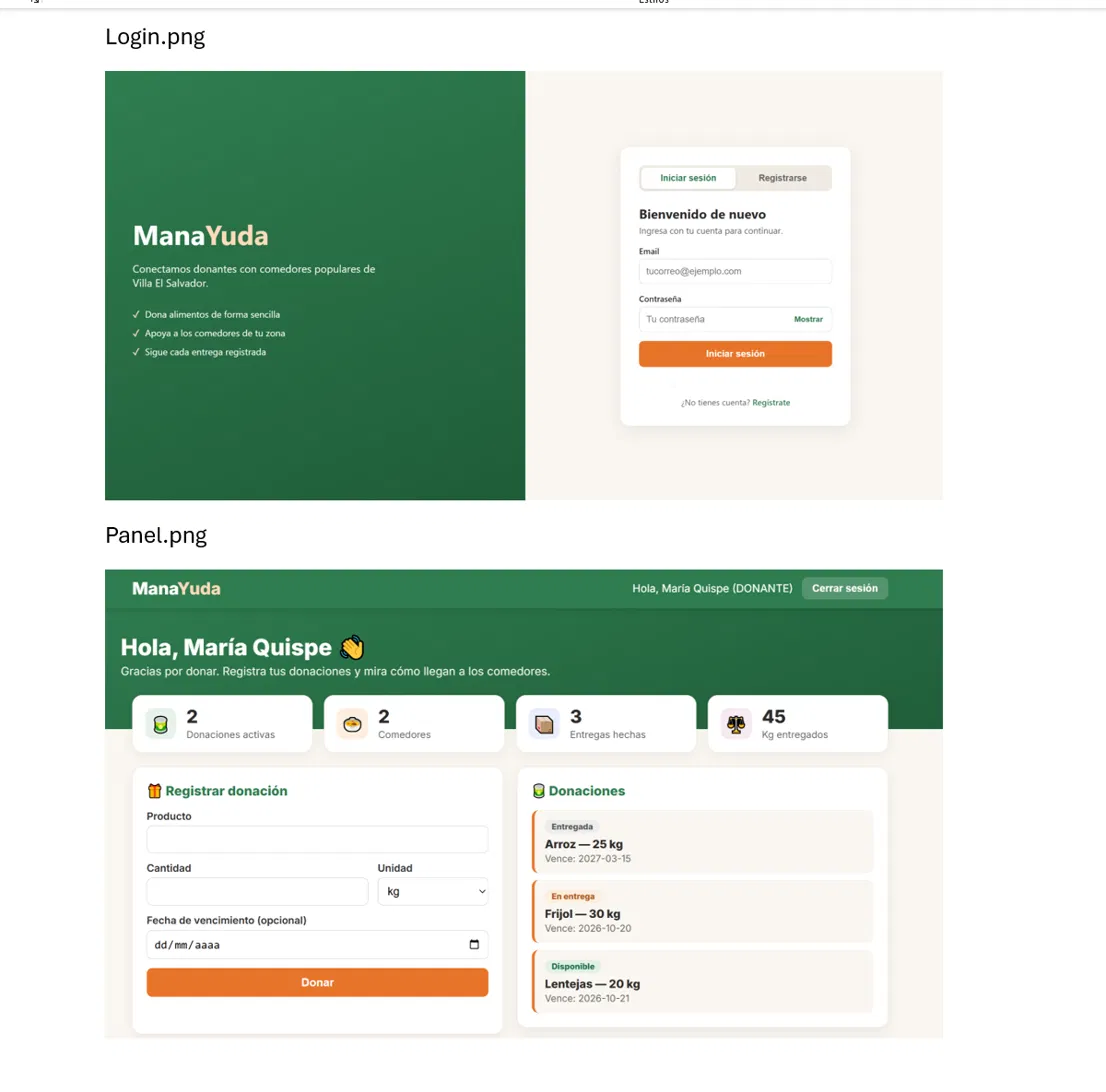 Estilos
Login.png
ManaYuda
Conectamos donantes con comedores populares de
Villa El Salvador.
✓ Dona alimentos de forma sencilla
✓ Apoya a los comedores de tu zona
✓ Sigue cada entrega registrada
Iniciar sesión Registrarse
Bienvenido de nuevo
Ingresa con tu cuenta para continuar.
Email
tucorreo@ejemplo.com
Contraseña
Tu contraseña Mostrar
Iniciar sesión
¿No tienes cuenta? Regístrate
Panel.png
ManaYuda Hola, María Quispe (DONANTE) Cerrar sesión
Hola, María Quispe
Gracias por donar. Registra tus donaciones y mira cómo llegan a los comedores.
2
Donaciones activas
2
Comedores
3
Entregas hechas
45
Kg entregados
Registrar donación
Producto
Cantidad Unidad
kg
Fecha de vencimiento (opcional)
dd/mm/aaaa
Donar
Donaciones
Entregada
Arroz — 25 kg
Vence: 2027-03-15
En entrega
Frijol — 30 kg
Vence: 2026-10-20
Disponible
Lentejas — 20 kg
Vence: 2026-10-21